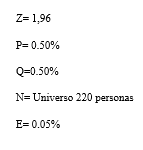 Z= 1,96
P= 0.50%
Q=0.50%
N= Universo 220 personas
E= 0.05%